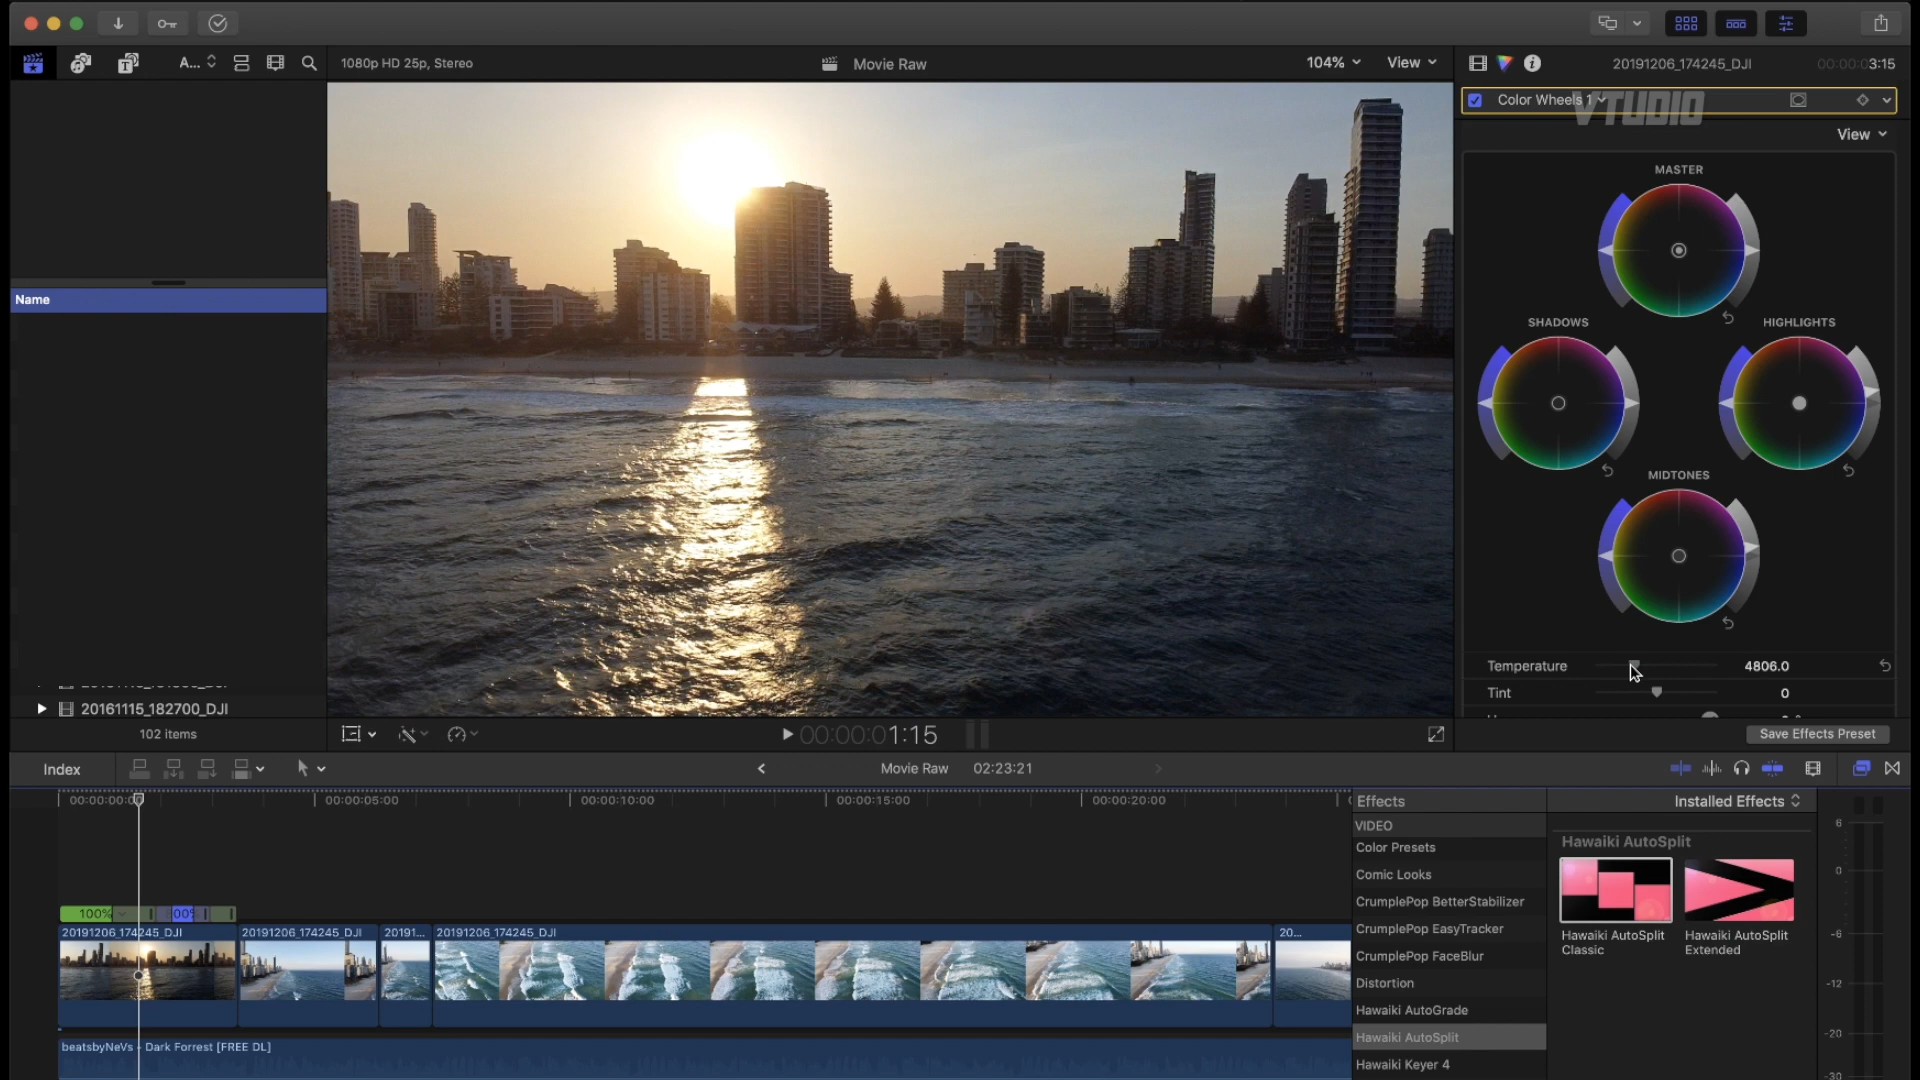 A...
1080p HD 25p, Stereo
Movie Raw
104%
View
20191206_174245_DJI
00:00:03:15
Color Wheels 1
VTUDIO
View
MASTER
SHADOWS
HIGHLIGHTS
MIDTONES
Temperature
4806.0
Tint
0
Save Effects Preset
Name
20161115_182700_DJI
102 items
00:00:01:15
Index
Movie Raw
02:23:21
00:00:00:0
00:00:05:00
00:00:10:00
00:00:15:00
00:00:20:00
100%
00%
20191206_174245_DJI
20191206_174245_DJI
20191...
20191206_174245_DJI
20...
beatsbyNeVs - Dark Forrest [FREE DL]
Effects
Installed Effects
VIDEO
Color Presets
Comic Looks
CrumplePop BetterStabilizer
CrumplePop EasyTracker
CrumplePop FaceBlur
Distortion
Hawaiki AutoGrade
Hawaiki AutoSplit
Hawaiki Keyer 4
Hawaiki AutoSplit
Hawaiki AutoSplit
Classic
Hawaiki AutoSplit
Extended
6
0
-6
-12
-20
-30